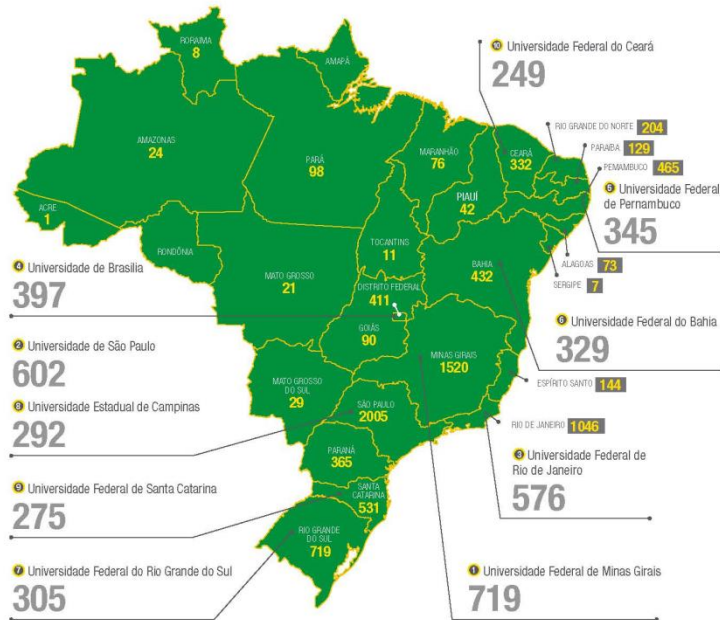 RORAIMA
8
AMAPÁ
AMAZONAS
24
PARÁ
98
MARANHÃO
76
CEARÁ
332
PIAUÍ
42
ACRE
1
RONDÔNIA
TOCANTINS
11
MATO GROSSO
21
BAHIA
432
DISTRITO FEDERAL
411
GOIÁS
90
MINAS GIRAIS
1520
MATO GROSSO
DO SUL
29
SÃO PAULO
2005
PARANÁ
365
SANTA
CATARINA
531
RIO GRANDE
DO SUL
719
10 Universidade Federal do Ceará
249
RIO GRANDE DO NORTE 204
PARAÍBA 129
PEMAMBUCO 465
5 Universidade Federal
de Pernambuco
345
ALAGOAS 73
SERGIPE 7
6 Universidade Federal do Bahia
329
ESPÍRITO SANTO 144
RIO DE JANEIRO 1046
3 Universidade Federal de
Rio de Janeiro
576
1 Universidade Federal de Minas Girais
719
4 Universidade de Brasilia
397
2 Universidade de São Paulo
602
8 Universidade Estadual de Campinas
292
9 Universidade Federal de Santa Catarina
275
7 Universidade Federal do Rio Grande do Sul
305